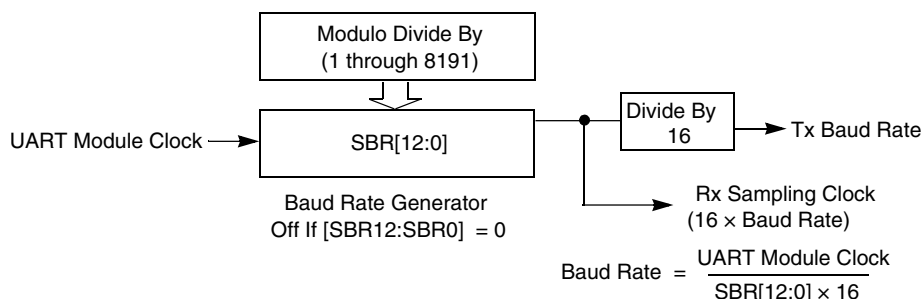 Modulo Divide By
(1 through 8191)
UART Module Clock
SBR[12:0]
Divide By
16
Tx Baud Rate
Baud Rate Generator
Off If [SBR12:SBR0] = 0
Rx Sampling Clock
(16 × Baud Rate)
Baud Rate = UART Module Clock
SBR[12:0] × 16